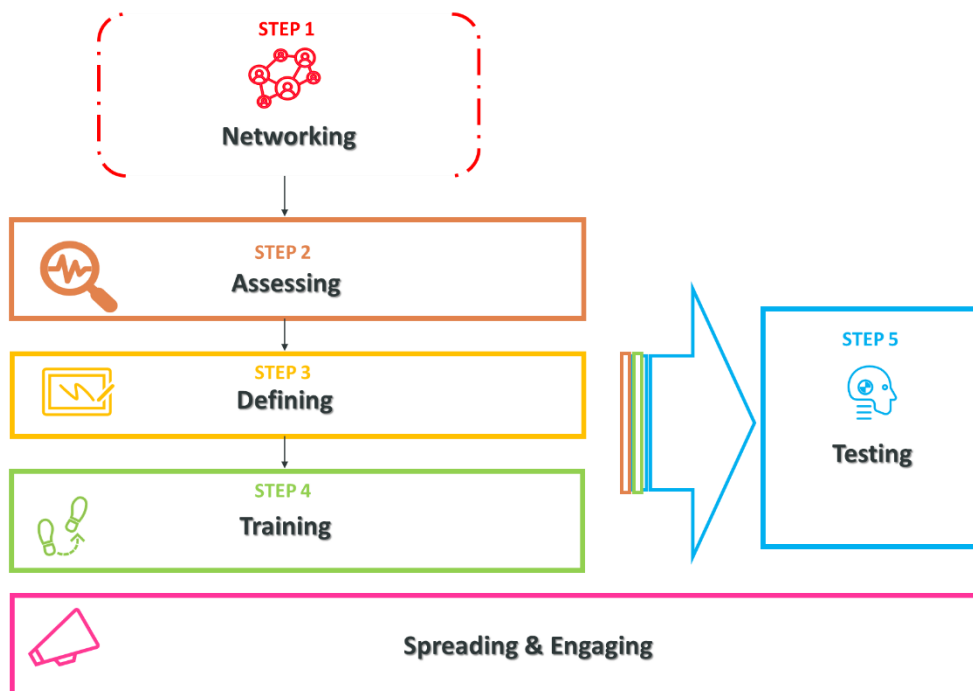 STEP 1
Networking
STEP 2
Assessing
STEP 3
Defining
STEP 4
Training
STEP 5
Testing
Spreading & Engaging